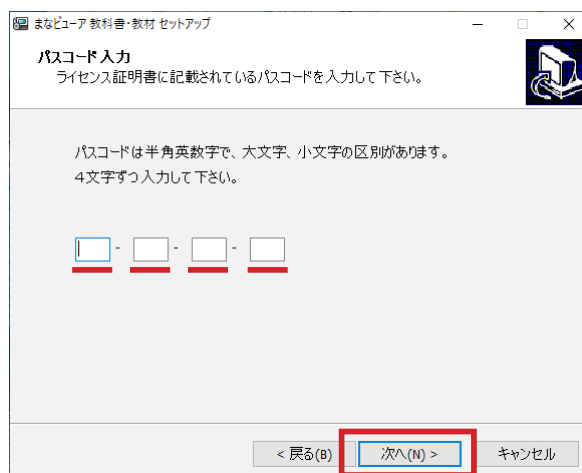 まなビューア 教科書・教材 セットアップ
パスコード入力
ライセンス証明書に記載されているパスコードを入力して下さい。
パスコードは半角英数字で、大文字、小文字の区別があります。
４文字ずつ入力して下さい。
- - -
< 戻る(B) 次へ(N) > キャンセル